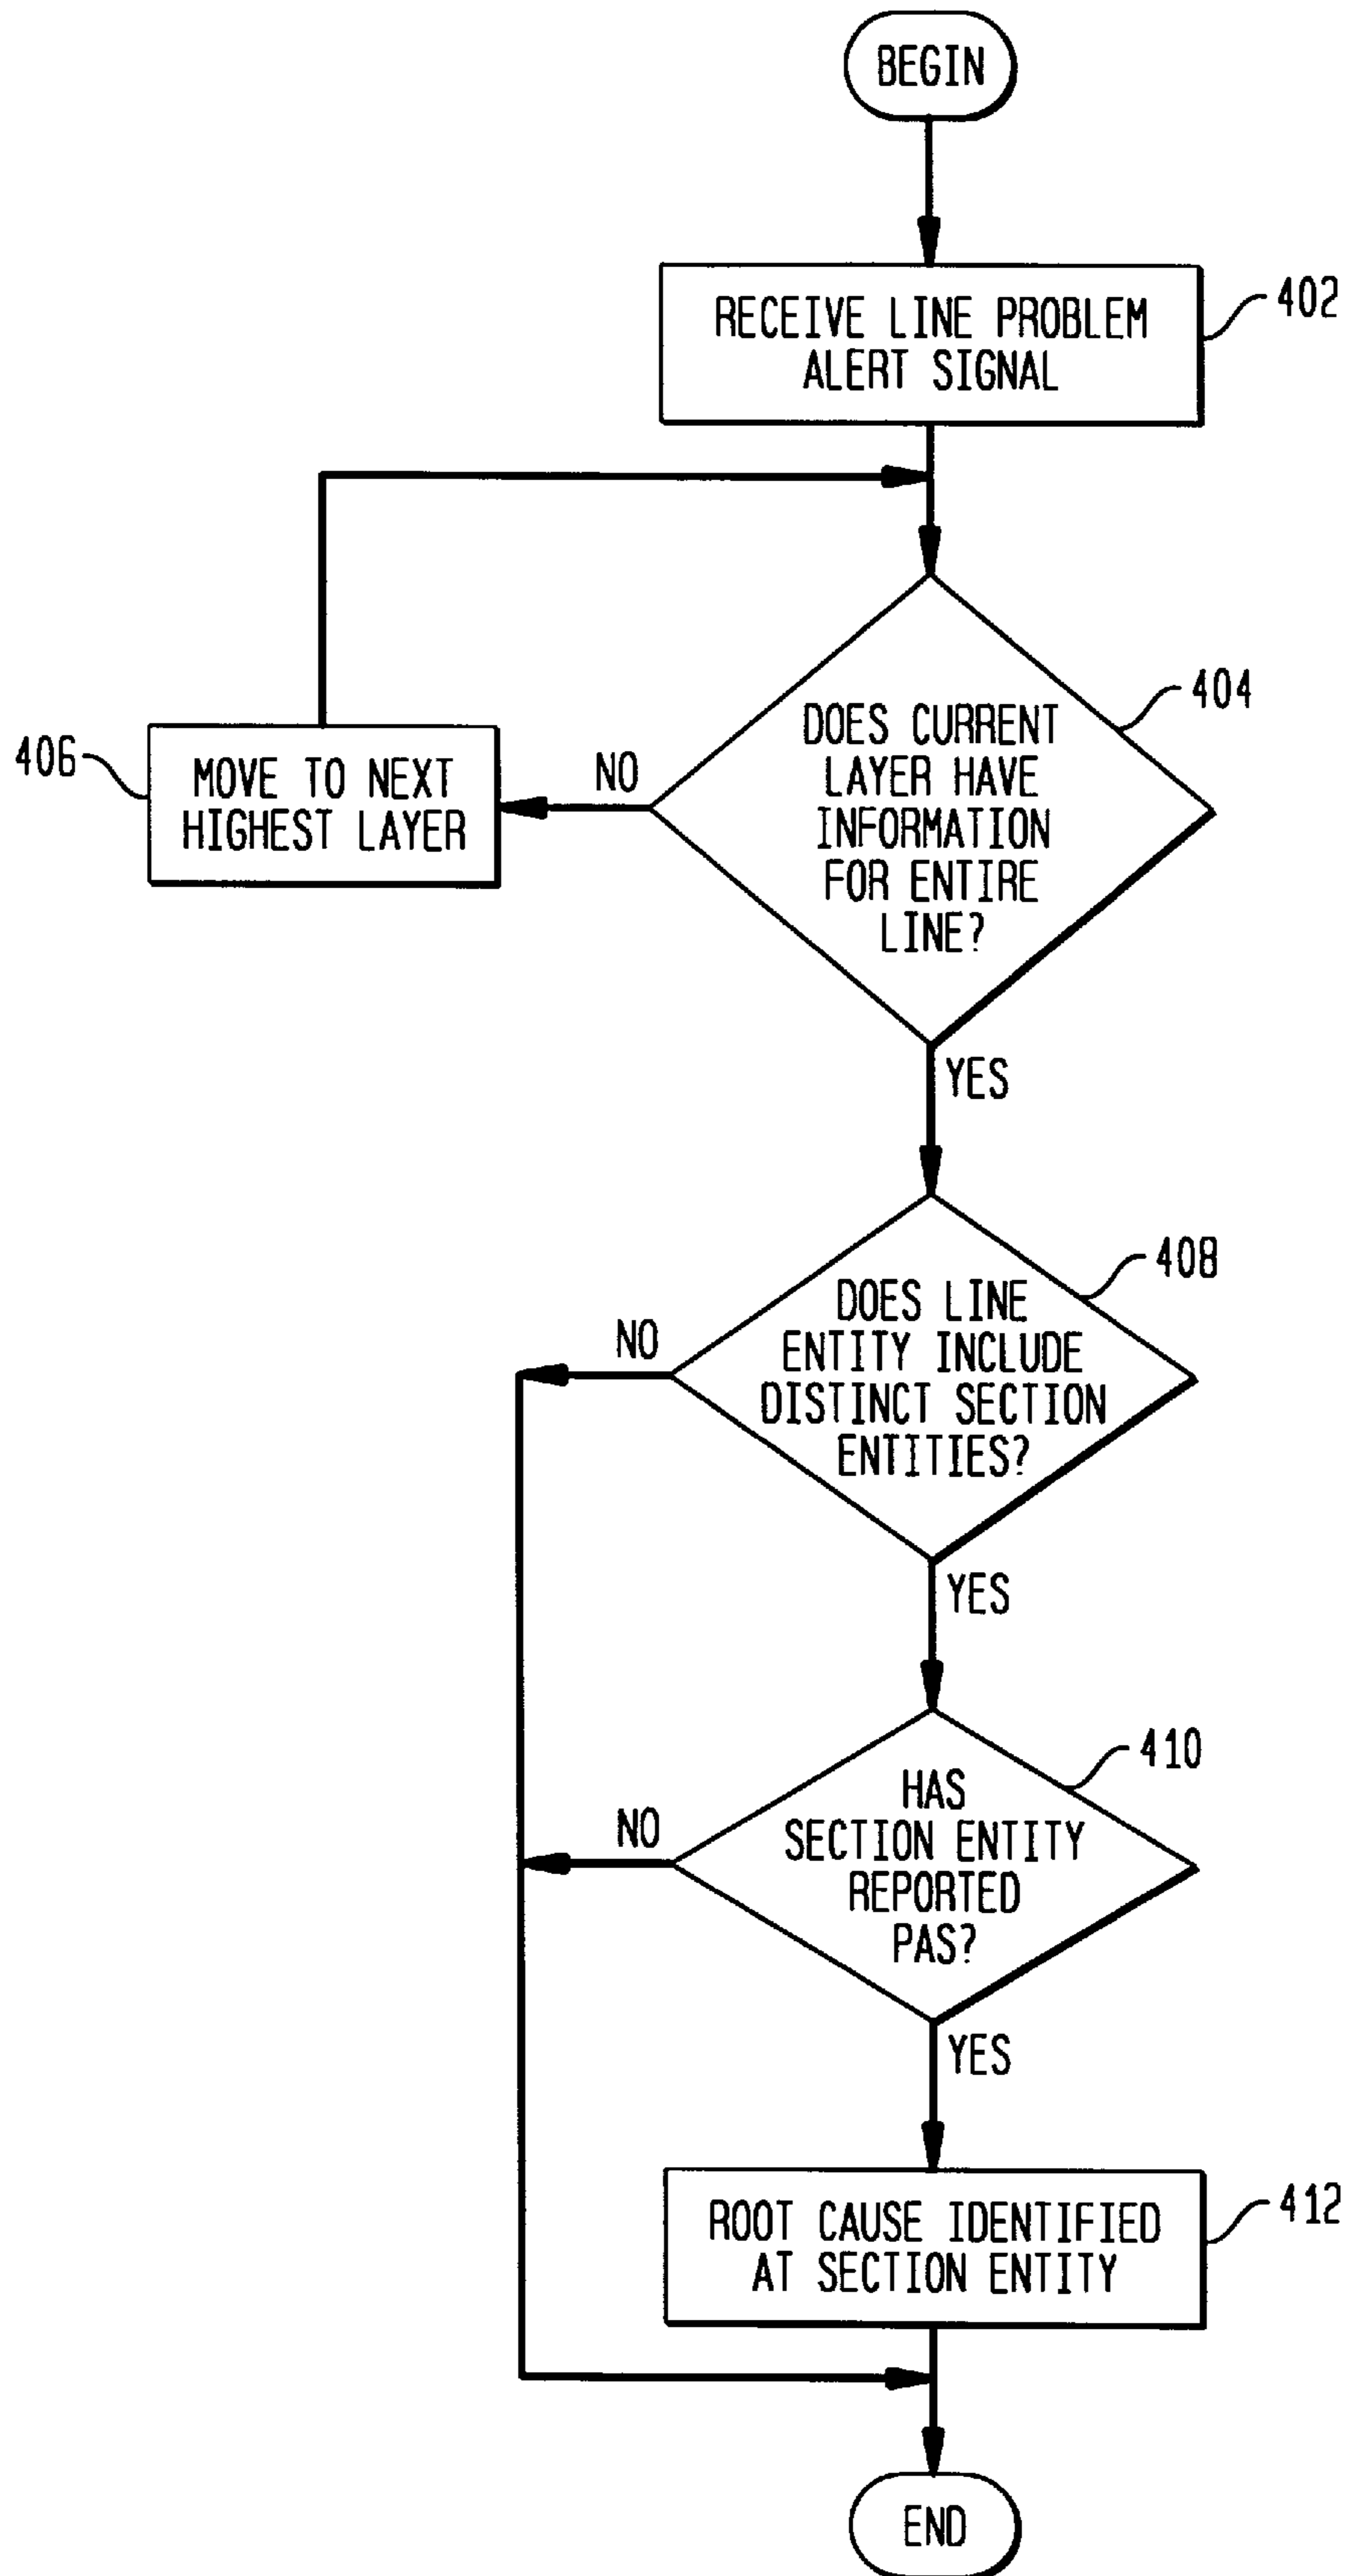 BEGIN
RECEIVE LINE PROBLEM
ALERT SIGNAL
402
DOES CURRENT
LAYER HAVE
INFORMATION
FOR ENTIRE
LINE?
404
NO
406
MOVE TO NEXT
HIGHEST LAYER
YES
DOES LINE
ENTITY INCLUDE
DISTINCT SECTION
ENTITIES?
408
NO
YES
HAS
SECTION ENTITY
REPORTED
PAS?
410
NO
YES
ROOT CAUSE IDENTIFIED
AT SECTION ENTITY
412
END